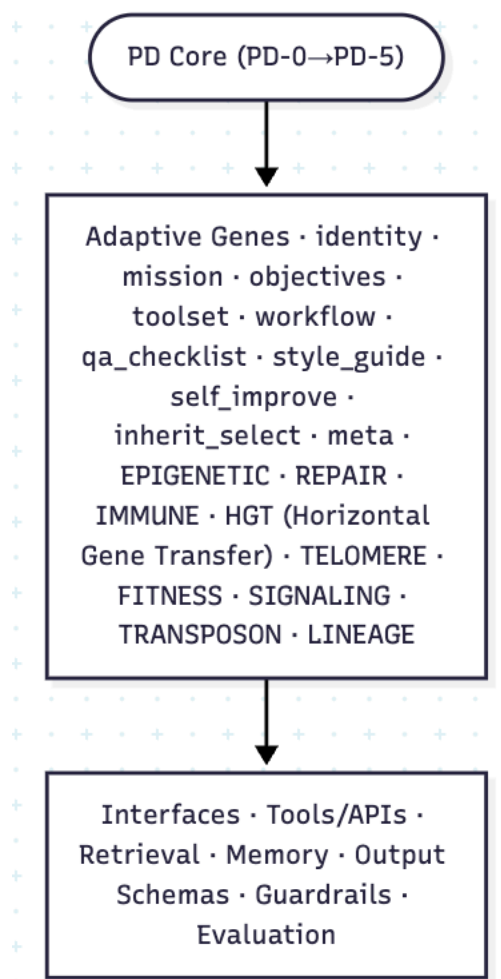 PD Core (PD-0→PD-5)
Adaptive Genes · identity ·
mission · objectives ·
toolset · workflow ·
qa_checklist · style_guide ·
self_improve ·
inherit_select · meta ·
EPIGENETIC · REPAIR ·
IMMUNE · HGT (Horizontal
Gene Transfer) · TELOMERE ·
FITNESS · SIGNALING ·
TRANSPOSON · LINEAGE
Interfaces · Tools/APIs ·
Retrieval · Memory · Output
Schemas · Guardrails ·
Evaluation